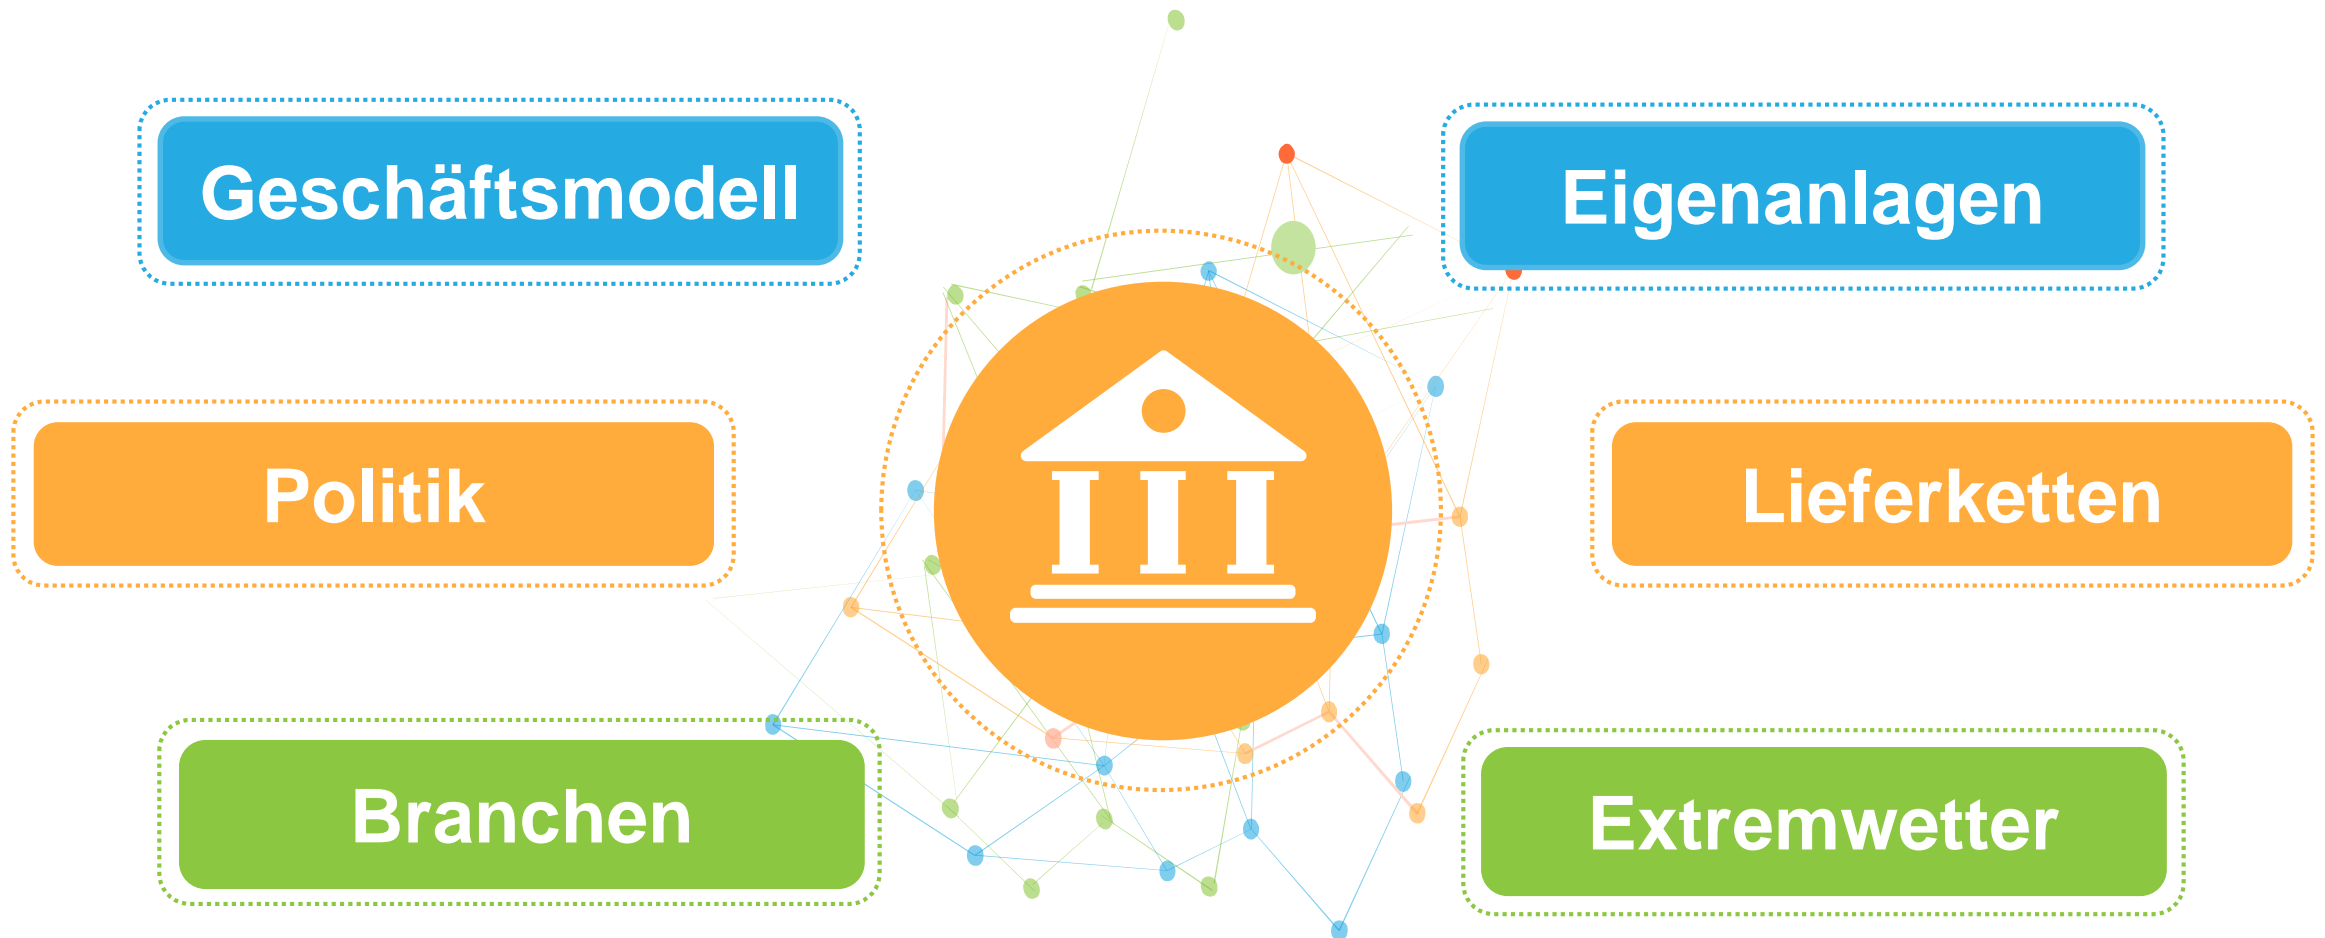 Geschäftsmodell
Eigenanlagen
Politik
Lieferketten
Branchen
Extremwetter